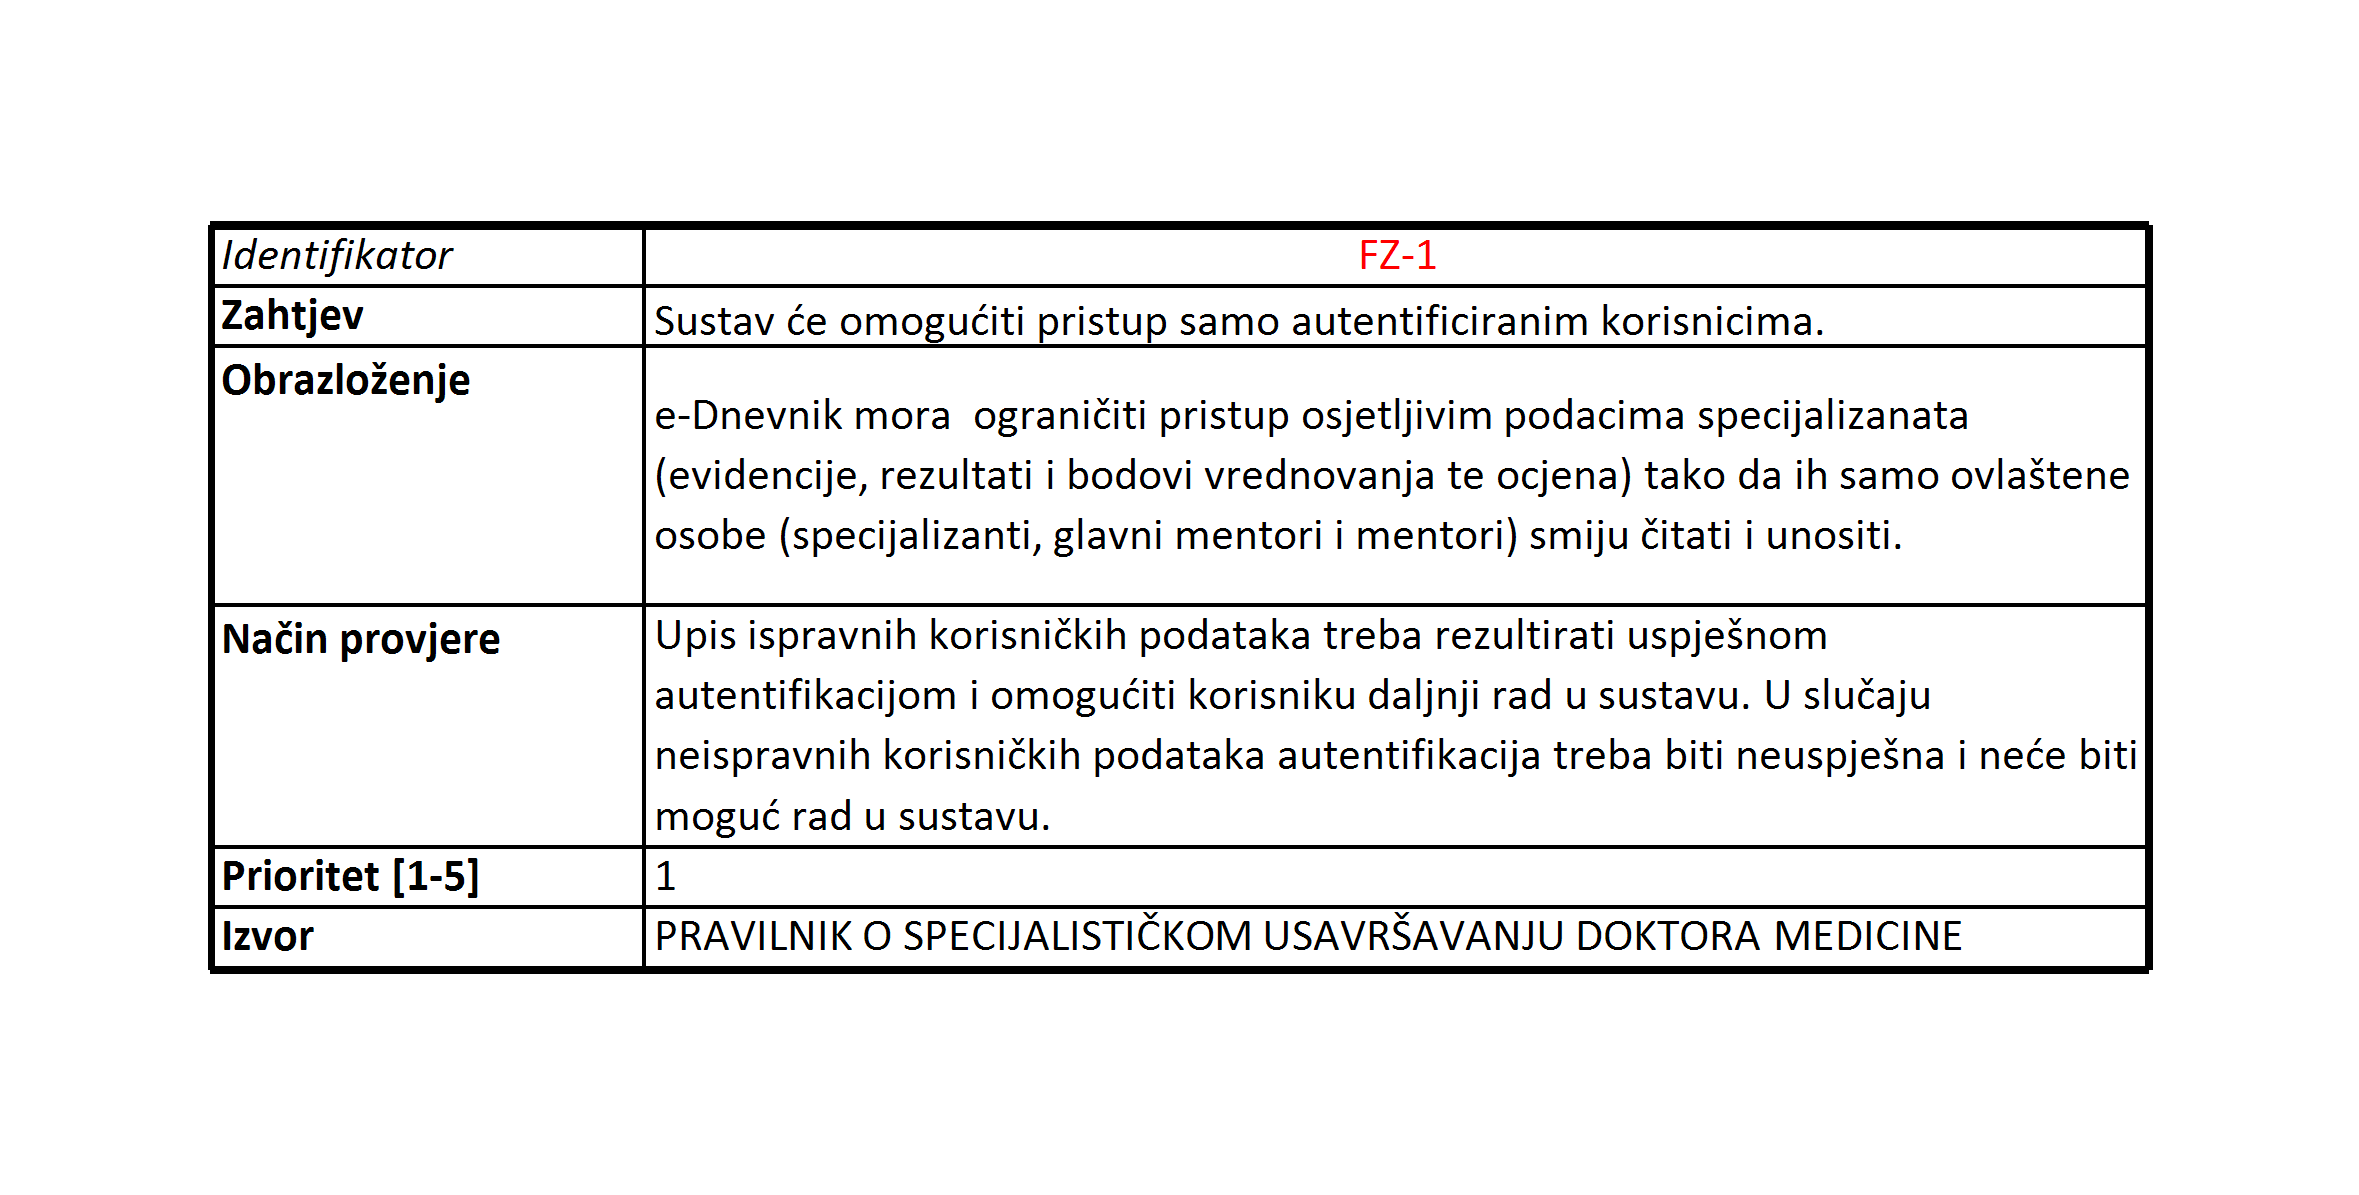 Identifikator FZ-1
Zahtjev Sustav će omogućiti pristup samo autentificiranim korisnicima.
Obrazloženje
e-Dnevnik mora  ograničiti pristup osjetljivim podacima specijalizanata
(evidencije, rezultati i bodovi vrednovanja te ocjena) tako da ih samo ovlaštene
osobe (specijalizanti, glavni mentori i mentori) smiju čitati i unositi.
Način provjere Upis ispravnih korisničkih podataka treba rezultirati uspješnom
autentifikacijom i omogućiti korisniku daljnji rad u sustavu. U slučaju
neispravnih korisničkih podataka autentifikacija treba biti neuspješna i neće biti
moguć rad u sustavu.
Prioritet [1-5] 1
Izvor PRAVILNIK O SPECIJALISTIČKOM USAVRŠAVANJU DOKTORA MEDICINE